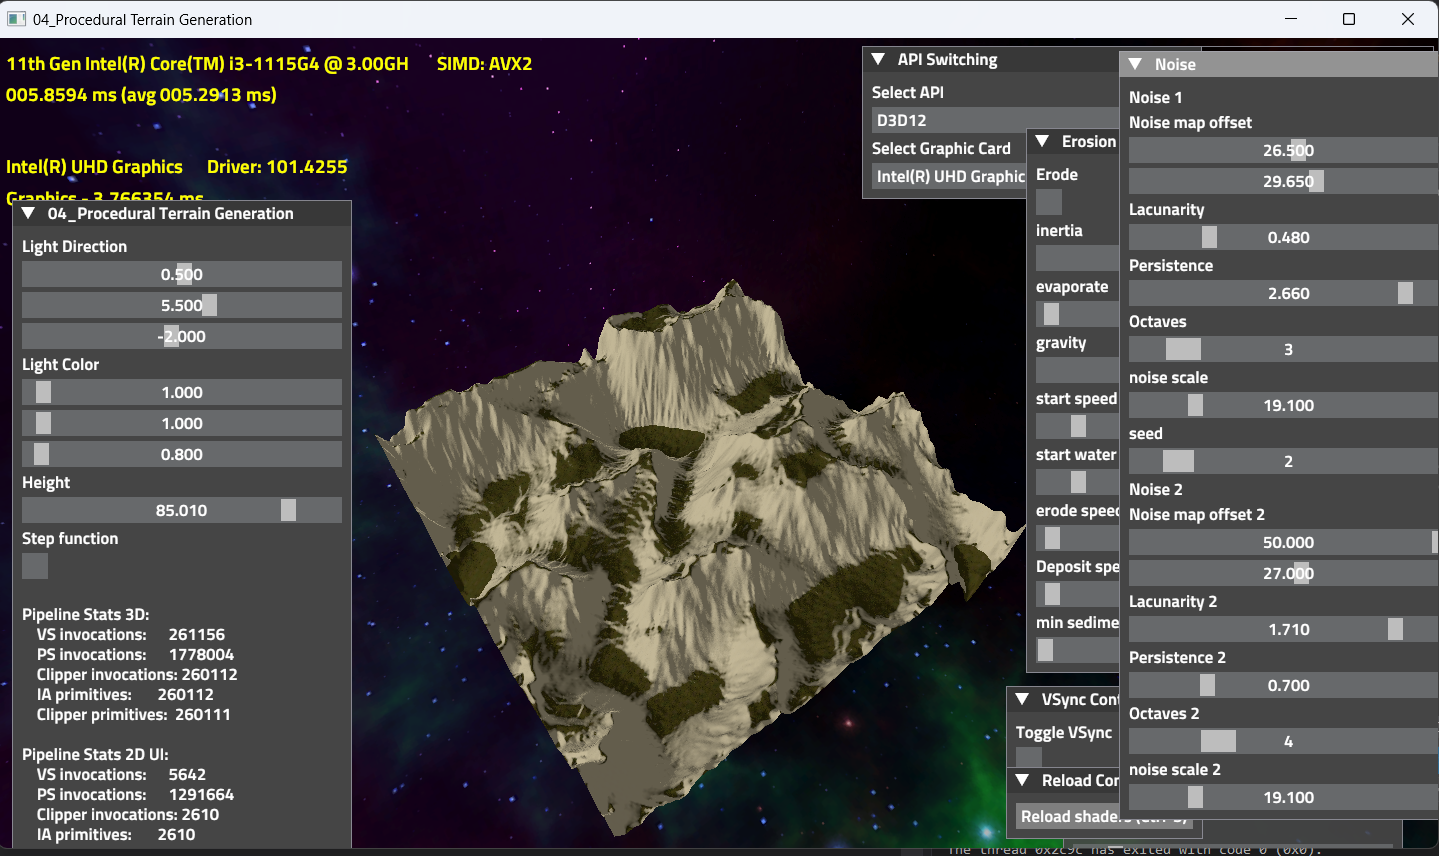 04_Procedural Terrain Generation
11th Gen Intel(R) Core(TM) i3-1115G4 @ 3.00GH SIMD: AVX2
005.8594 ms (avg 005.2913 ms)
Intel(R) UHD Graphics Driver: 101.4255
Graphics - 3.766354 ms
04_Procedural Terrain Generation
Light Direction
0.500
5.500
-2.000
Light Color
1.000
1.000
0.800
Height
85.010
Step function
Pipeline Stats 3D:
VS invocations: 261156
PS invocations: 1778004
Clipper invocations: 260112
IA primitives: 260112
Clipper primitives: 260111
Pipeline Stats 2D UI:
VS invocations: 5642
PS invocations: 1291664
Clipper invocations: 2610
IA primitives: 2610
API Switching
Select API
D3D12
Select Graphic Card
Intel(R) UHD Graphic
Erosion
Erode
inertia
evaporate
gravity
start speed
start water
erode speed
Deposit spe
min sedime
VSync Cont
Toggle VSync
Reload Con
Reload shaders (Ctrl-S)
Noise
Noise 1
Noise map offset
26.500
29.650
Lacunarity
0.480
Persistence
2.660
Octaves
3
noise scale
19.100
seed
2
Noise 2
Noise map offset 2
50.000
27.000
Lacunarity 2
1.710
Persistence 2
0.700
Octaves 2
4
noise scale 2
19.100
The thread 0x2c9c has exited with code 0 (0x0).